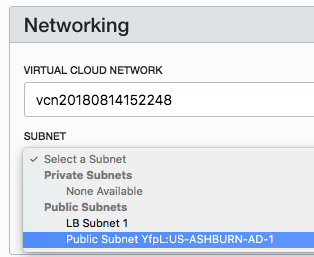 Networking
VIRTUAL CLOUD NETWORK
vcn20180814152248
SUBNET
✓ Select a Subnet
Private Subnets
None Available
Public Subnets
LB Subnet 1
Public Subnet YfpL:US-ASHBURN-AD-1